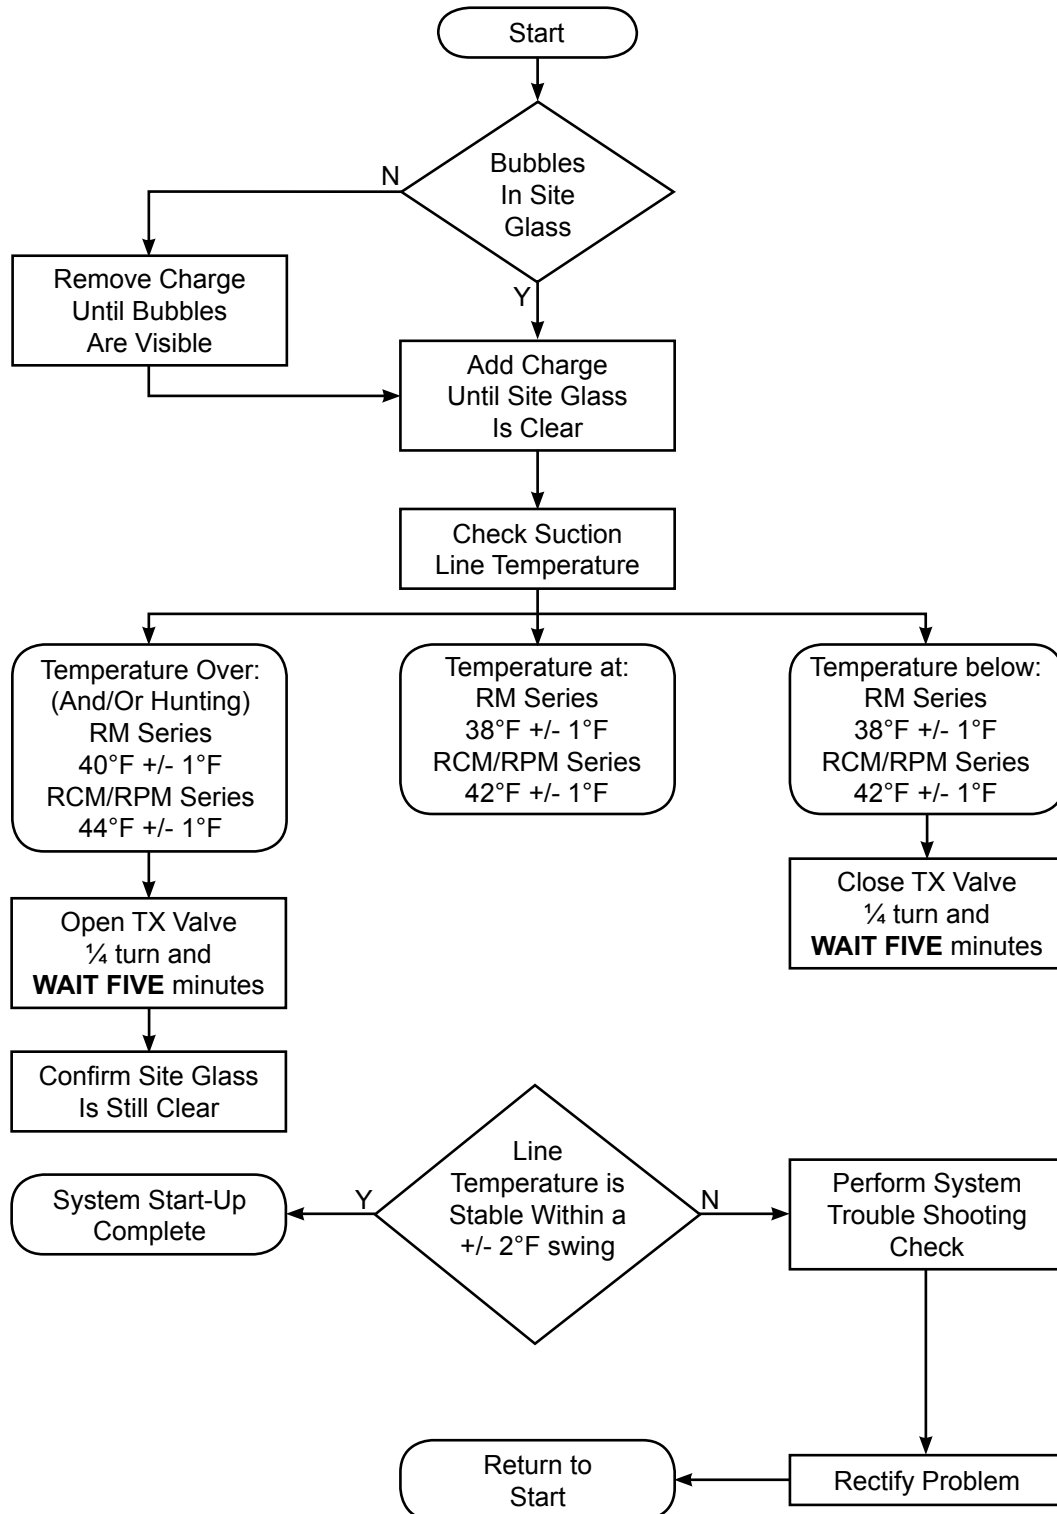 Start
Bubbles
In Site
Glass
N
Y
Remove Charge
Until Bubbles
Are Visible
Add Charge
Until Site Glass
Is Clear
Check Suction
Line Temperature
Temperature Over:
(And/Or Hunting)
RM Series
40°F +/- 1°F
RCM/RPM Series
44°F +/- 1°F
Temperature at:
RM Series
38°F +/- 1°F
RCM/RPM Series
42°F +/- 1°F
Temperature below:
RM Series
38°F +/- 1°F
RCM/RPM Series
42°F +/- 1°F
Open TX Valve
¼ turn and
WAIT FIVE minutes
Close TX Valve
¼ turn and
WAIT FIVE minutes
Confirm Site Glass
Is Still Clear
Line
Temperature is
Stable Within a
+/- 2°F swing
Y
N
System Start-Up
Complete
Perform System
Trouble Shooting
Check
Rectify Problem
Return to
Start